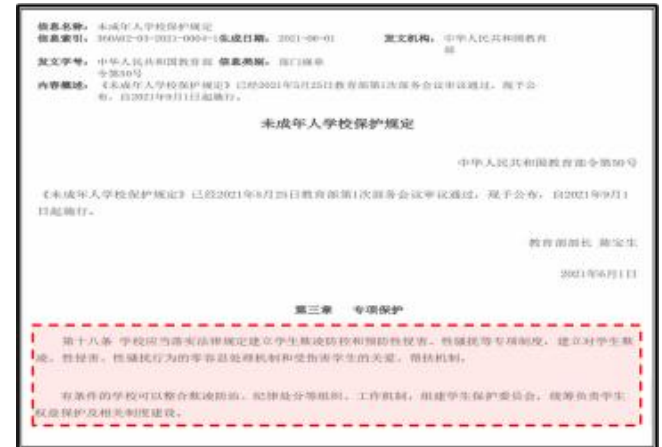 信息名称： 未成年人学校保护规定
信息索引： 360A02-03-2021-0004-1 生成日期： 2021-06-01 发文机构： 中华人民共和国教育
部
发文字号： 中华人民共和国教育部 信息类别： 部门规章
令第50号
内容概述： 《未成年人学校保护规定》已经2021年5月25日教育部第1次部务会议审议通过，现予公
布，自2021年9月1日起施行。
未成年人学校保护规定
中华人民共和国教育部令第50号
《未成年人学校保护规定》已经2021年5月25日教育部第1次部务会议审议通过，现予公布，自2021年9月1
日起施行。
教育部部长 陈宝生
2021年6月1日
第三章 专项保护
第十八条 学校应当落实法律规定建立学生欺凌防控和预防性侵害、性骚扰等专项制度，建立对学生欺
凌、性侵害、性骚扰行为的零容忍处理机制和受伤害学生的关爱、帮扶机制。
有条件的学校可以整合欺凌防治、纪律处分等组织、工作机制，组建学生保护委员会，统筹负责学生
权益保护及相关制度建设。